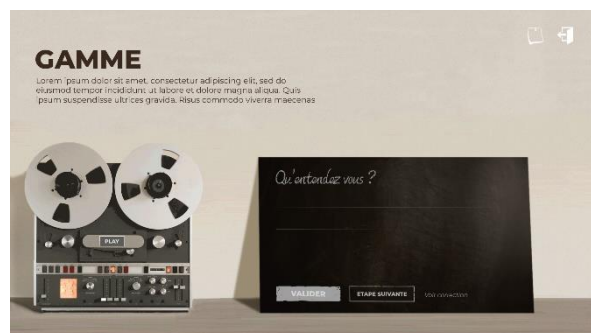 GAMME
Lorem ipsum dolor sit amet, consectetur adipiscing elit, sed do
eiusmod tempor incididunt ut labore et dolore magna aliqua. Quis
ipsum suspendisse ultrices gravida. Risus commodo viverra maecenas
Qu'entendez vous ?
PLAY
VALIDER
ETAPE SUIVANTE
Voir correction